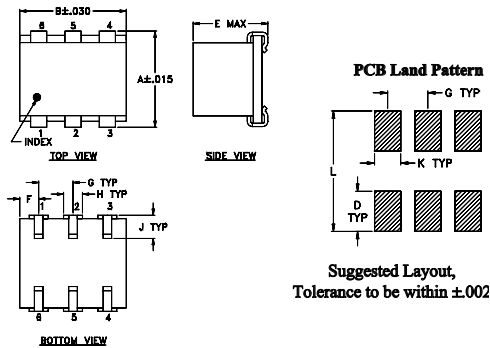 B±.030
6 5 4
A±.015
INDEX
1 2 3
TOP VIEW
E MAX
SIDE VIEW
PCB Land Pattern
G TYP
L
K TYP
D TYP
Suggested Layout,
Tolerance to be within ±.002
G TYP
H TYP
F
1 2 3
J TYP
6 5 4
BOTTOM VIEW